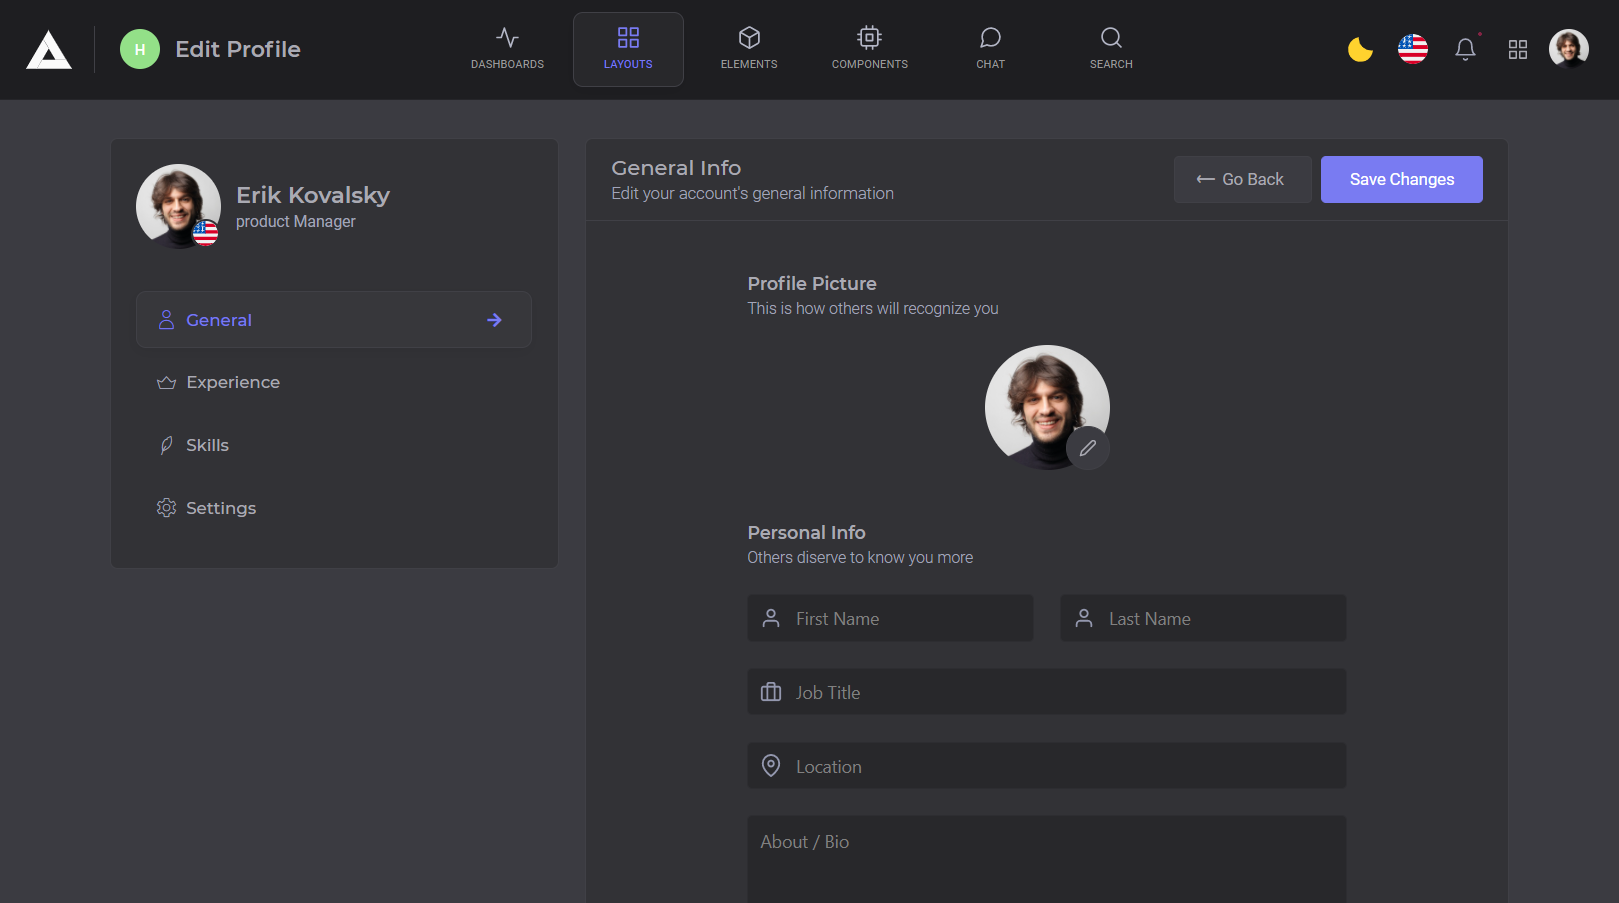 H
Edit Profile
DASHBOARDS
LAYOUTS
ELEMENTS
COMPONENTS
CHAT
SEARCH
Erik Kovalsky
product Manager
General
Experience
Skills
Settings
General Info
Edit your account's general information
Go Back
Save Changes
Profile Picture
This is how others will recognize you
Personal Info
Others diserve to know you more
First Name
Last Name
Job Title
Location
About / Bio